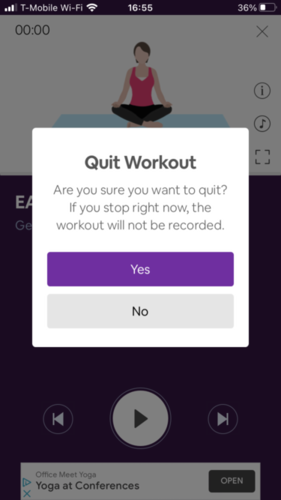 T-Mobile Wi-Fi 16:55 36%
00:00
Quit Workout
Are you sure you want to quit?
If you stop right now, the
workout will not be recorded.
EA
Ge
Yes
No
Office Meet Yoga
Yoga at Conferences
OPEN